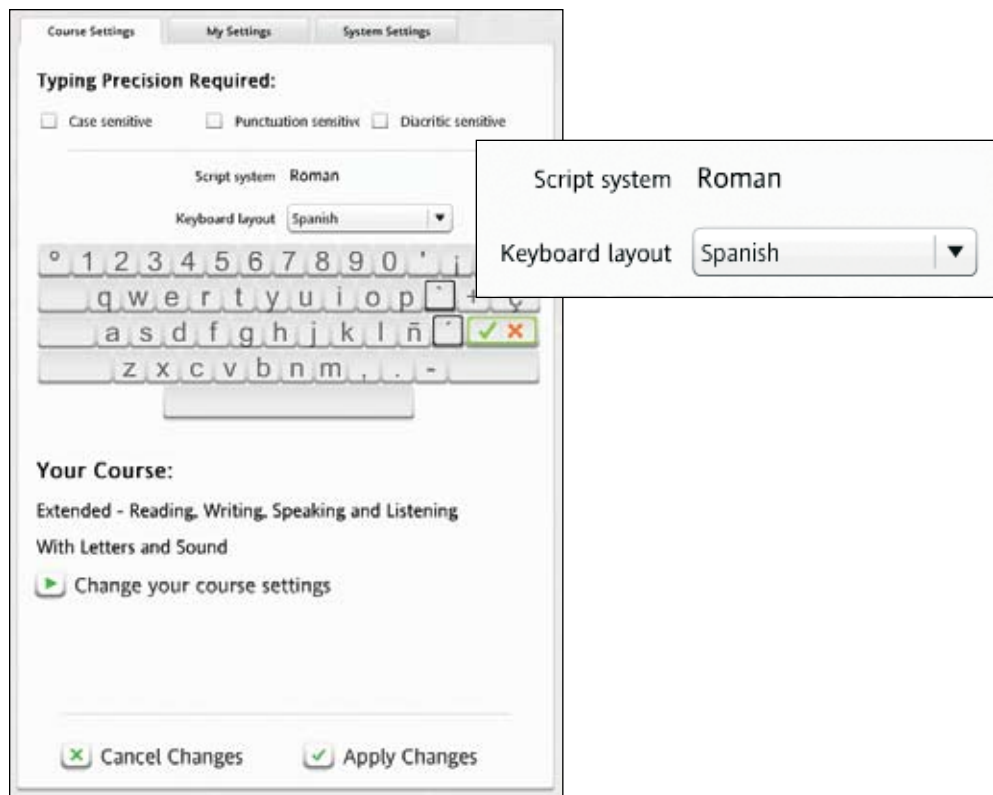 Course Settings My Settings System Settings
Typing Precision Required:
Case sensitive Punctuation sensitive Diacritic sensitive
Script system Roman
Keyboard layout Spanish
º 1 2 3 4 5 6 7 8 9 0 ' ¡
q w e r t y u i o p ` + ç
a s d f g h j k l ñ ´
z x c v b n m , . -
Script system Roman
Keyboard layout Spanish
Your Course:
Extended - Reading, Writing, Speaking and Listening
With Letters and Sound
Change your course settings
Cancel Changes Apply Changes